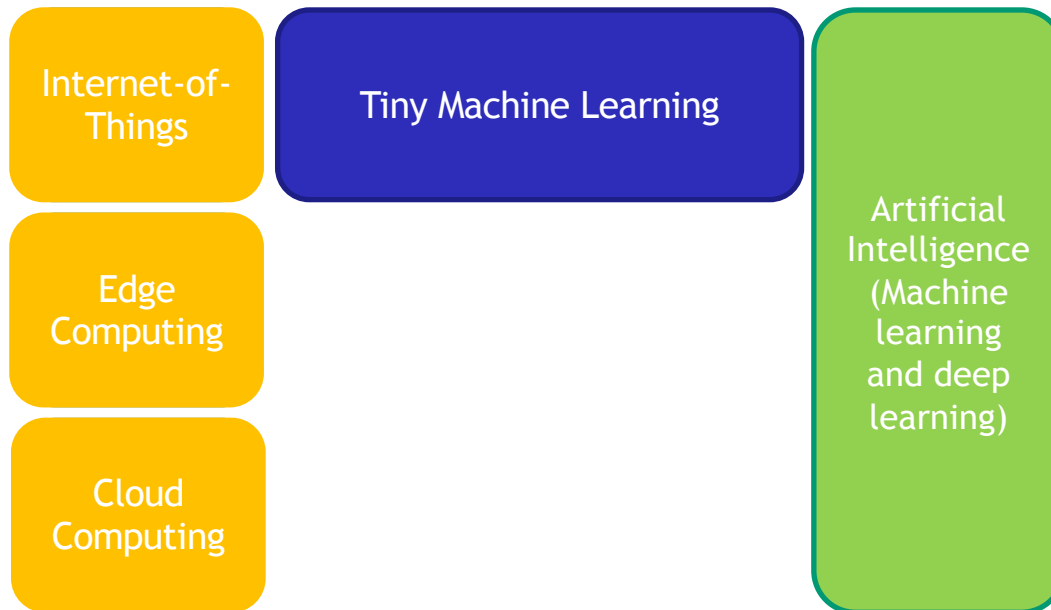 Internet-of-
Things
Tiny Machine Learning
Edge
Computing
Cloud
Computing
Artificial
Intelligence
(Machine
learning
and deep
learning)